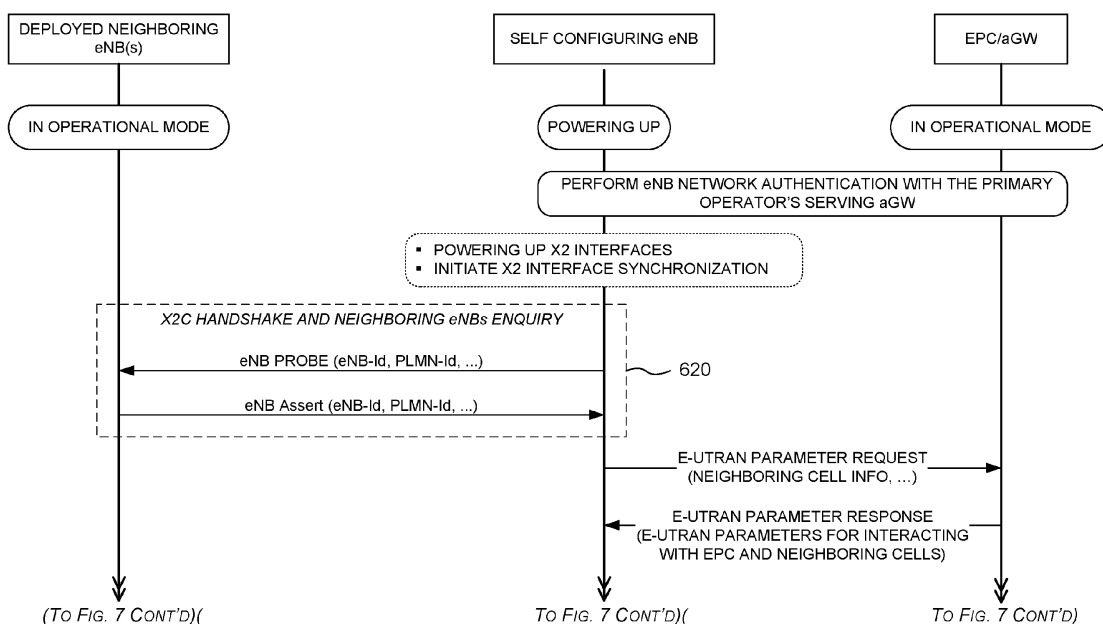 DEPLOYED NEIGHBORING
eNB(s)
SELF CONFIGURING eNB
EPC/aGW
IN OPERATIONAL MODE
POWERING UP
IN OPERATIONAL MODE
PERFORM eNB NETWORK AUTHENTICATION WITH THE PRIMARY
OPERATOR'S SERVING aGW
▪ POWERING UP X2 INTERFACES
▪ INITIATE X2 INTERFACE SYNCHRONIZATION
X2C HANDSHAKE AND NEIGHBORING eNBs ENQUIRY
eNB PROBE (eNB-Id, PLMN-Id, ...)
620
eNB Assert (eNB-Id, PLMN-Id, ...)
E-UTRAN PARAMETER REQUEST
(NEIGHBORING CELL INFO, ...)
E-UTRAN PARAMETER RESPONSE
(E-UTRAN PARAMETERS FOR INTERACTING
WITH EPC AND NEIGHBORING CELLS)
(TO FIG. 7 CONT'D)(
TO FIG. 7 CONT'D)(
TO FIG. 7 CONT'D)